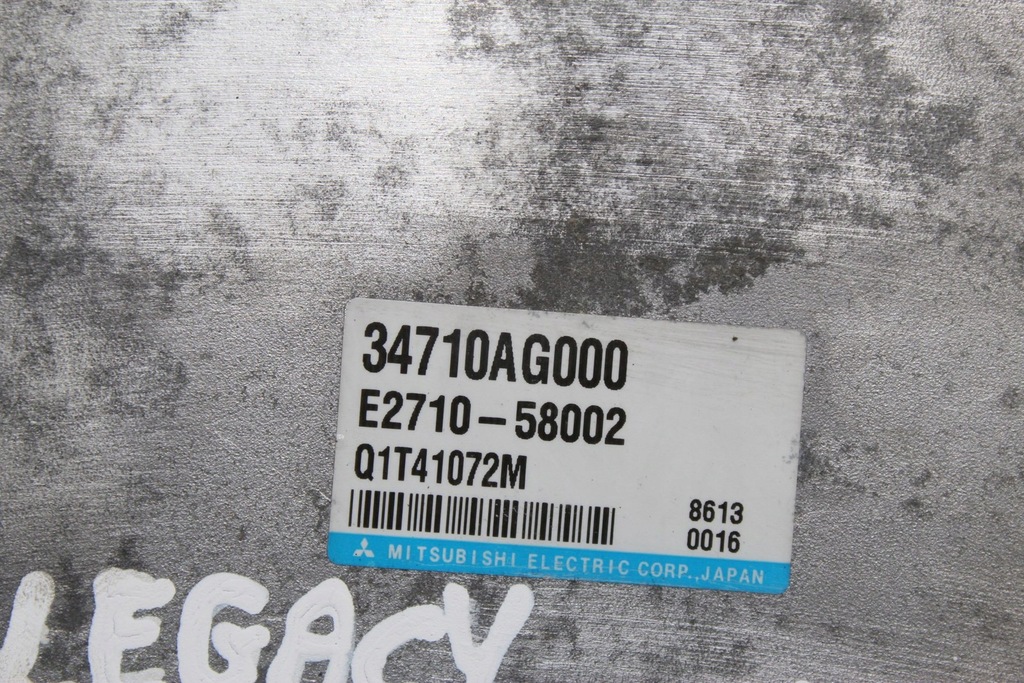 34710AG000
E2710-58002
Q1T41072M
8613
0016
MITSUBISHI ELECTRIC CORP., JAPAN
LEGACY